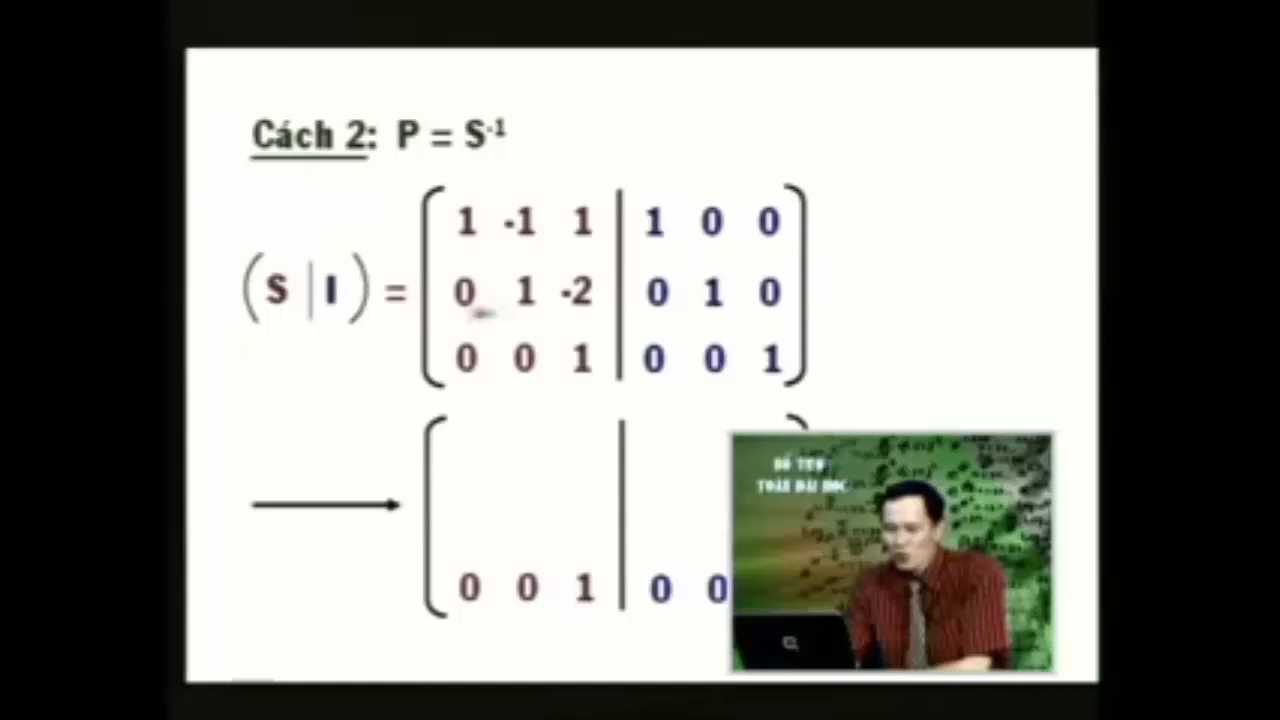 Cách 2: P = S-1
(S | I) =
1 -1 1 | 1 0 0
0 1 -2 | 0 1 0
0 0 1 | 0 0 1
0 0 1 | 0 0